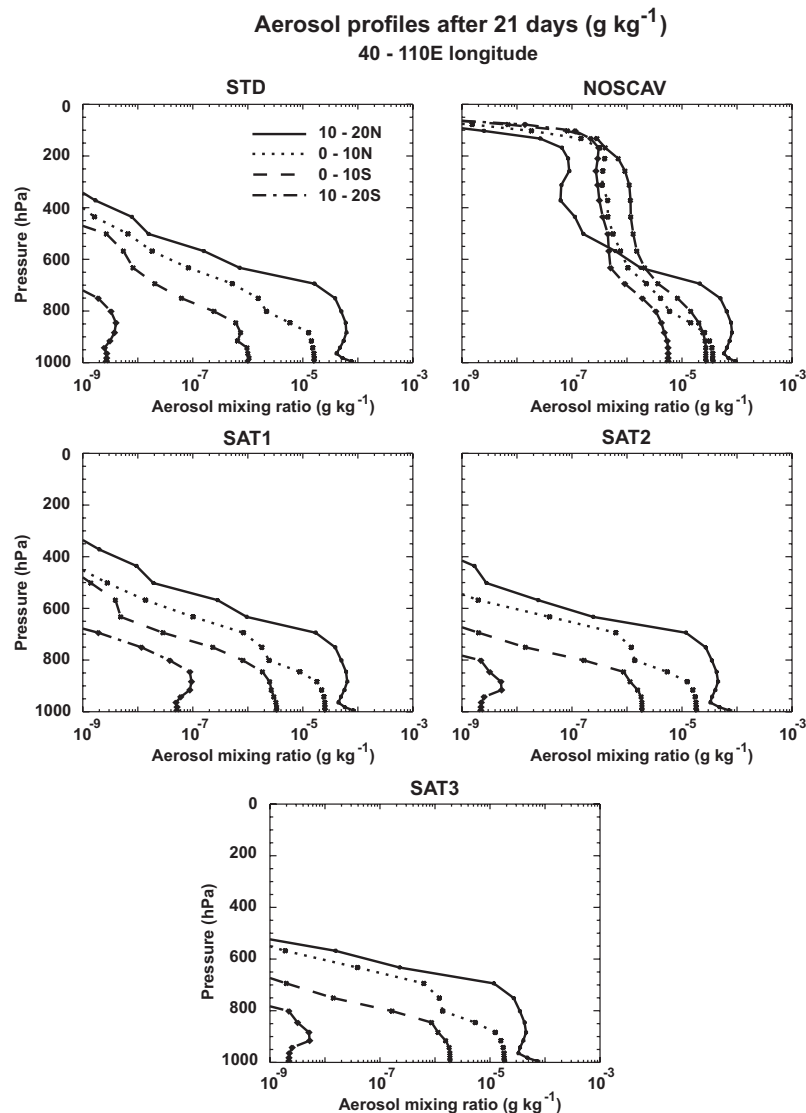 Aerosol profiles after 21 days (g kg⁻¹)
40 - 110E longitude
STD
NOSCAV
0
200
400
600
800
1000
Pressure (hPa)
10 - 20N
0 - 10N
0 - 10S
10 - 20S
10⁻⁹ 10⁻⁷ 10⁻⁵ 10⁻³
Aerosol mixing ratio (g kg⁻¹)
0
200
400
600
800
1000
10⁻⁹ 10⁻⁷ 10⁻⁵ 10⁻³
Aerosol mixing ratio (g kg⁻¹)
SAT1
SAT2
0
200
400
600
800
1000
Pressure (hPa)
10⁻⁹ 10⁻⁷ 10⁻⁵ 10⁻³
Aerosol mixing ratio (g kg⁻¹)
0
200
400
600
800
1000
10⁻⁹ 10⁻⁷ 10⁻⁵ 10⁻³
Aerosol mixing ratio (g kg⁻¹)
SAT3
0
200
400
600
800
1000
Pressure (hPa)
10⁻⁹ 10⁻⁷ 10⁻⁵ 10⁻³
Aerosol mixing ratio (g kg⁻¹)